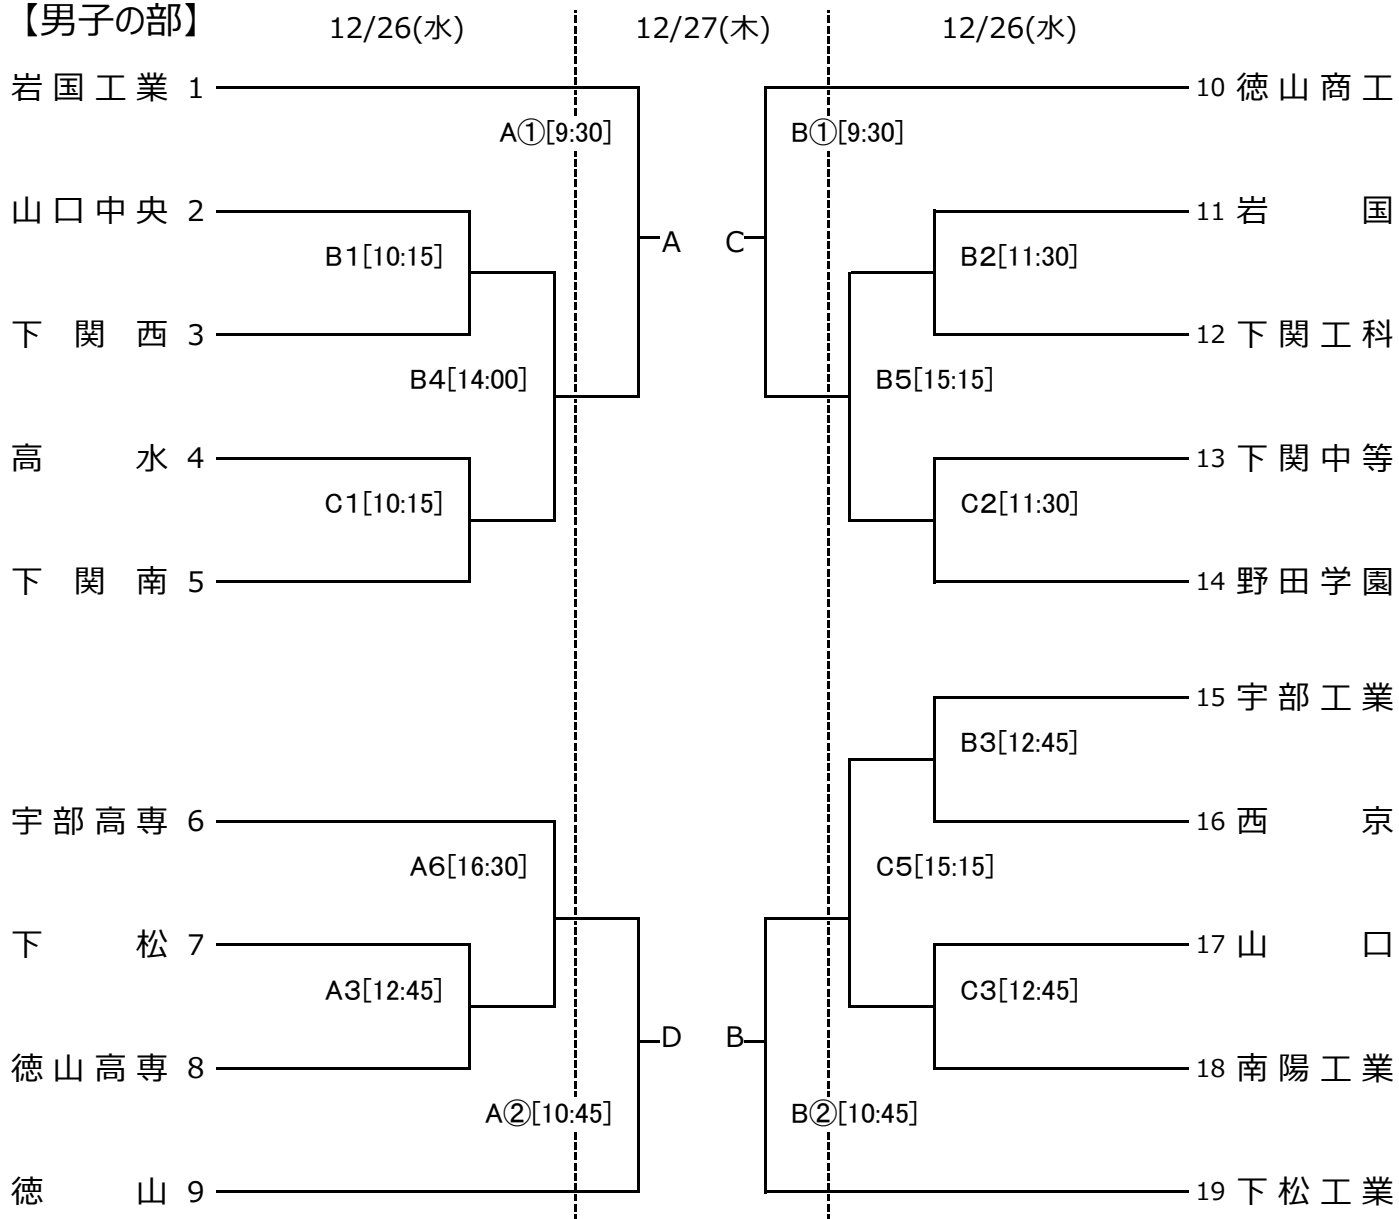 【男子の部】 12/26(水) 12/27(木) 12/26(水)
岩国工業 1 10 徳山商工
A①[9:30] B①[9:30]
山口中央 2 11 岩国
A C
B1[10:15] B2[11:30]
下関西 3 12 下関工科
B4[14:00] B5[15:15]
高水 4 13 下関中等
C1[10:15] C2[11:30]
下関南 5 14 野田学園
15 宇部工業
B3[12:45]
宇部高専 6 16 西京
A6[16:30] C5[15:15]
下松 7 17 山口
A3[12:45] C3[12:45]
D B
徳山高専 8 18 南陽工業
A②[10:45] B②[10:45]
徳山 9 19 下松工業